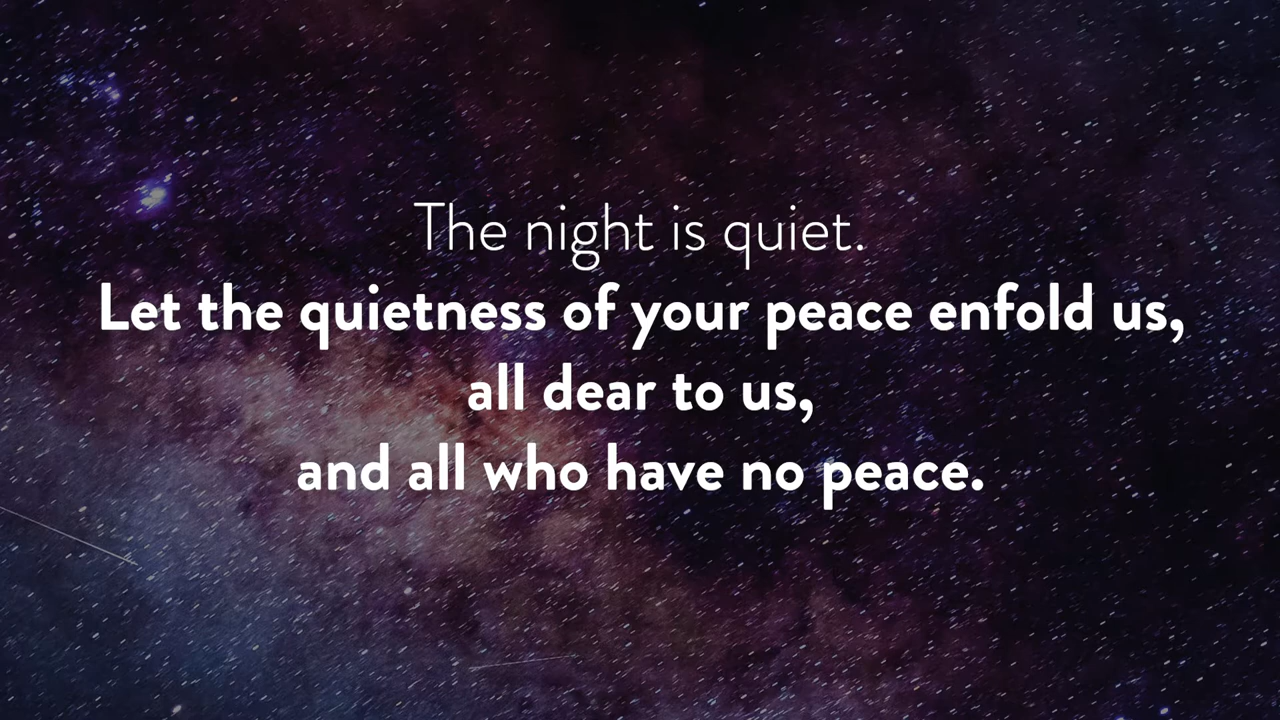 The night is quiet.
Let the quietness of your peace enfold us,
all dear to us,
and all who have no peace.